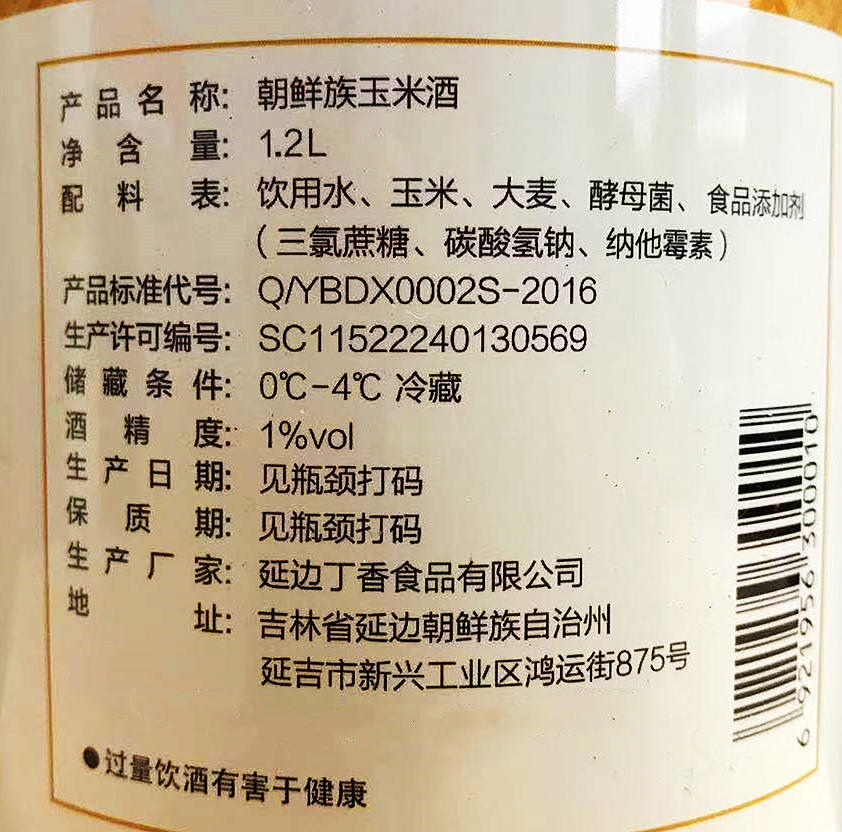 产品名称：朝鲜族玉米酒
净含量：1.2L
配料表：饮用水、玉米、大麦、酵母菌、食品添加剂
（三氯蔗糖、碳酸氢钠、纳他霉素）
产品标准代号：Q/YBDX0002S-2016
生产许可编号：SC11522240130569
储藏条件：0℃-4℃ 冷藏
酒精度：1%vol
生产日期：见瓶颈打码
保质期：见瓶颈打码
生产厂家：延边丁香食品有限公司
地址：吉林省延边朝鲜族自治州
延吉市新兴工业区鸿运街875号
●过量饮酒有害于健康
6 921956 300010